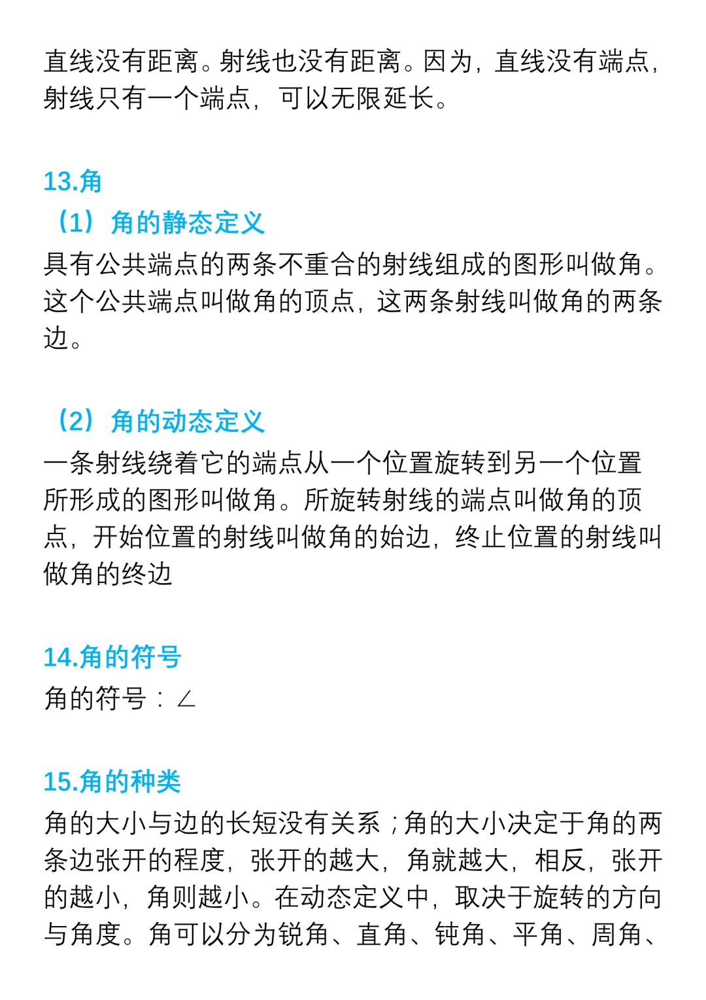 直线没有距离。射线也没有距离。因为，直线没有端点，
射线只有一个端点，可以无限延长。
13.角
（1）角的静态定义
具有公共端点的两条不重合的射线组成的图形叫做角。
这个公共端点叫做角的顶点，这两条射线叫做角的两条
边。
（2）角的动态定义
一条射线绕着它的端点从一个位置旋转到另一个位置
所形成的图形叫做角。所旋转射线的端点叫做角的顶
点，开始位置的射线叫做角的始边，终止位置的射线叫
做角的终边
14.角的符号
角的符号：∠
15.角的种类
角的大小与边的长短没有关系；角的大小决定于角的两
条边张开的程度，张开的越大，角就越大，相反，张开
的越小，角则越小。在动态定义中，取决于旋转的方向
与角度。角可以分为锐角、直角、钝角、平角、周角、